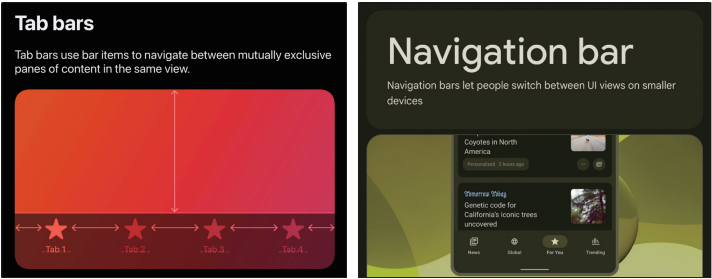 Tab bars
Tab bars use bar items to navigate between mutually exclusive
panes of content in the same view.
Tab 1
Tab 2
Tab 3
Tab 4
Navigation bar
Navigation bars let people switch between UI views on smaller
devices
Coyotes in North
America
Personalized · 2 hours ago
Tomorrow Today
Genetic code for
California's iconic trees
uncovered
News
Global
For You
Trending